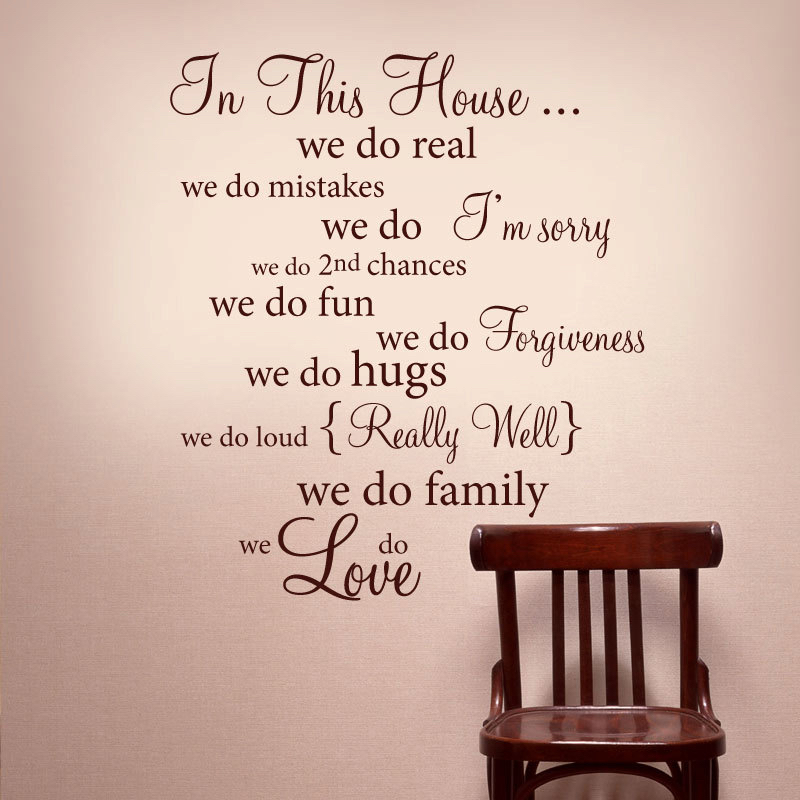 In This House ...
we do real
we do mistakes
we do I'm sorry
we do 2nd chances
we do fun
we do Forgiveness
we do hugs
we do loud {Really Well}
we do family
we do Love